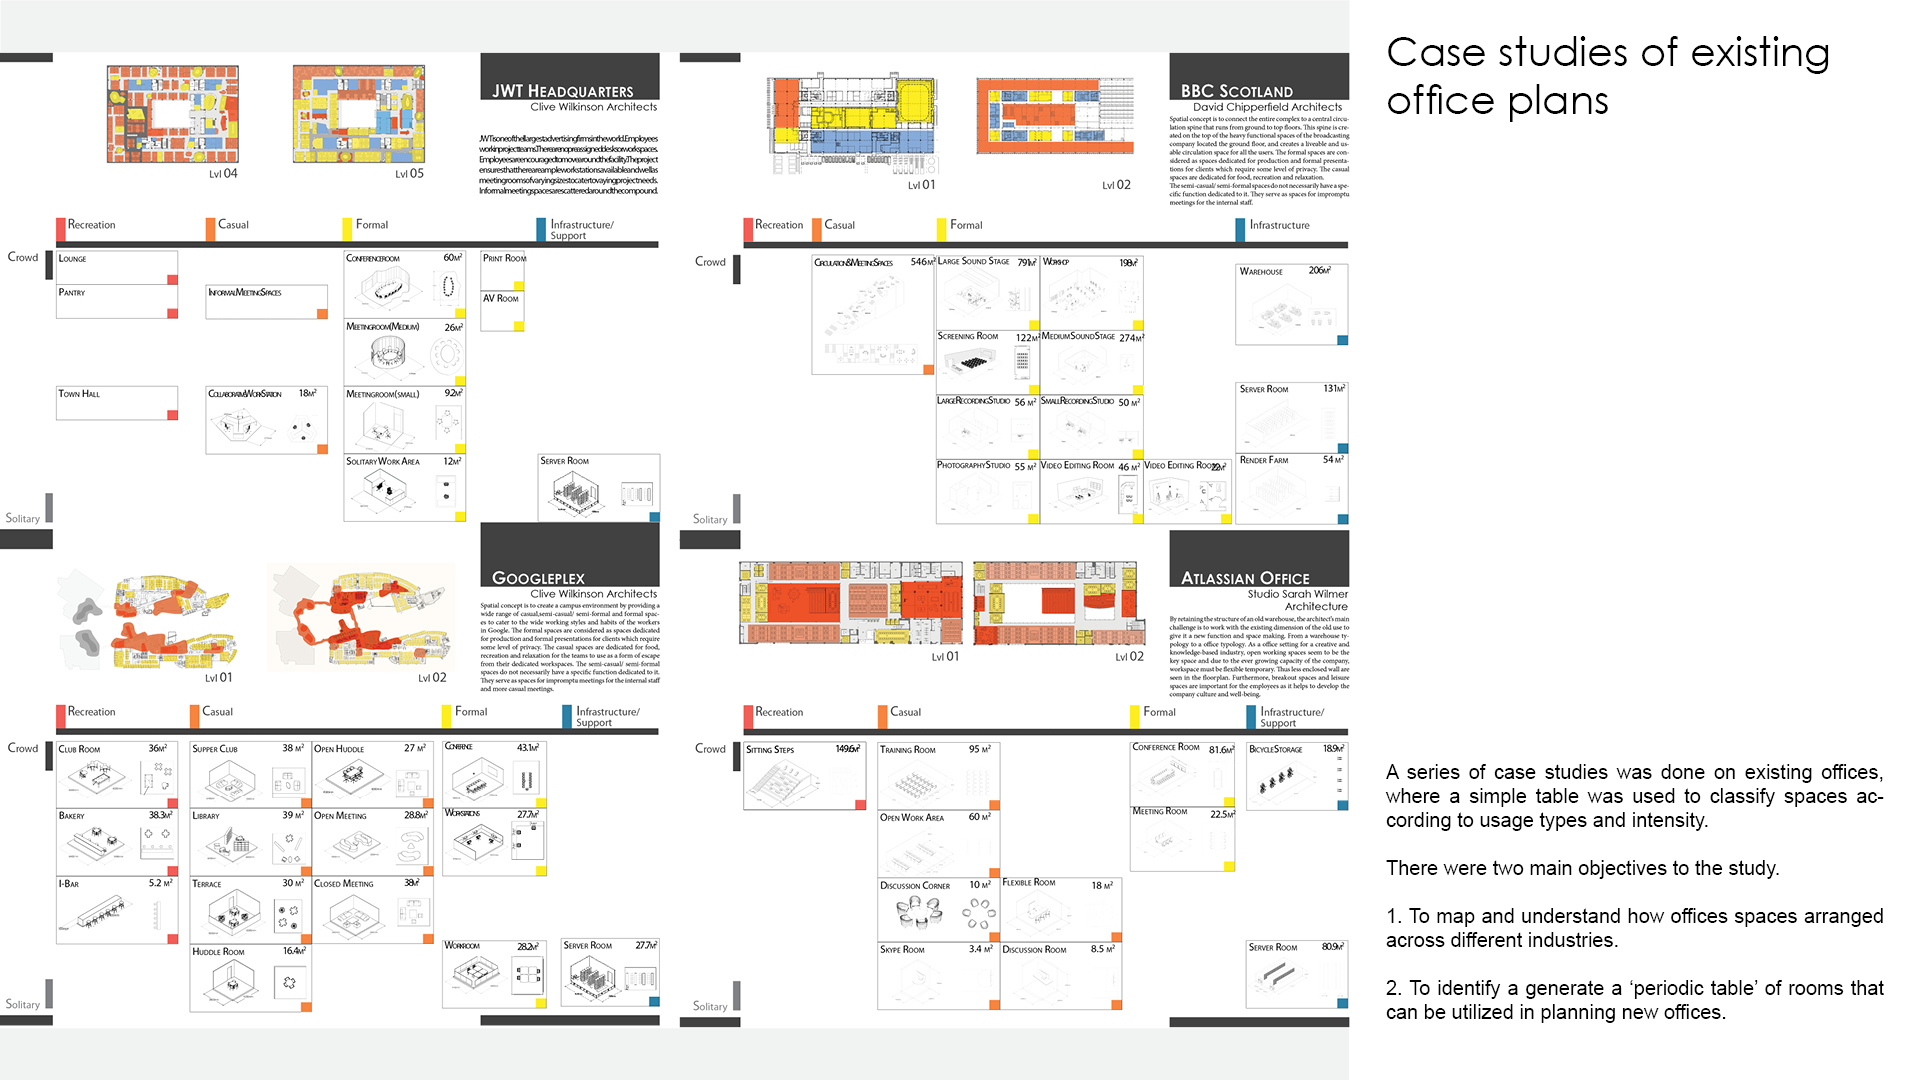 Case studies of existing
office plans
JWT HEADQUARTERS
Clive Wilkinson Architects
JWT is one of the largest advertising firms in the world. Employees
work in project teams. There are no preassigned desks or workspaces.
Employees are encouraged to move around the facility. The project
ensures that there are ample workstations available and well as
meeting rooms of varying sizes to cater to varying project needs.
Informal meeting spaces are scattered around the compound.
Lvl 04
Lvl 05
Recreation
Casual
Formal
Infrastructure/
Support
Crowd
LOUNGE
PANTRY
INFORMAL MEETING SPACES
CONFERENCE ROOM 60M²
PRINT ROOM
AV ROOM
MEETING ROOM (MEDIUM) 26M²
TOWN HALL
COLLABORATIVE WORKSTATION 18M²
MEETING ROOM (SMALL) 9.2M²
SOLITARY WORK AREA 12M²
SERVER ROOM
Solitary
BBC SCOTLAND
David Chipperfield Architects
Spatial concept is to connect the entire complex to a central circu-
lation spine that runs from ground to top floors. This spine is cre-
ated on the top of the heavy functional spaces of the broadcasting
company located the ground floor, and creates a liveable and us-
able circulation space for all the users. The formal spaces are con-
sidered as spaces dedicated for production and formal presenta-
tions for clients which require some level of privacy. The casual
spaces are dedicated for food, recreation and relaxation.
The semi-casual/ semi-formal spaces do not necessarily have a spe-
cific function dedicated to it. They serve as spaces for impromptu
meetings for the internal staff.
Lvl 01
Lvl 02
Recreation
Casual
Formal
Infrastructure
Crowd
CIRCULATION & MEETING SPACES 546M²
LARGE SOUND STAGE 791M²
WORKSHOP 198M²
WAREHOUSE 206M²
SCREENING ROOM 122M²
MEDIUM SOUND STAGE 274M²
LARGE RECORDING STUDIO 56 M²
SMALL RECORDING STUDIO 50 M²
SERVER ROOM 131M²
PHOTOGRAPHY STUDIO 55 M²
VIDEO EDITING ROOM 46 M²
VIDEO EDITING ROOM 22M²
RENDER FARM 54 M²
Solitary
GOOGLEPLEX
Clive Wilkinson Architects
Spatial concept is to create a campus environment by providing a
wide range of casual,semi-casual/ semi-formal and formal spac-
es to cater to the wide working styles and habits of the workers
in Google. The formal spaces are considered as spaces dedicated
for production and formal presentations for clients which require
some level of privacy. The casual spaces are dedicated for food,
recreation and relaxation for the teams to use as a form of escape
from their dedicated workspaces. The semi-casual/ semi-formal
spaces do not necessarily have a specific function dedicated to it.
They serve as spaces for impromptu meetings for the internal staff
and more casual meetings.
Lvl 01
Lvl 02
Recreation
Casual
Formal
Infrastructure/
Support
Crowd
CLUB ROOM 36M²
SUPPER CLUB 38 M²
OPEN HUDDLE 27 M²
CONFERENCE 43.1M²
BAKERY 38.3M²
LIBRARY 39 M²
OPEN MEETING 28.8M²
WORKSTATIONS 27.7M²
I-BAR 5.2 M²
TERRACE 30 M²
CLOSED MEETING 38M²
HUDDLE ROOM 16.4M²
WORKROOM 28.2M²
SERVER ROOM 27.7M²
Solitary
ATLASSIAN OFFICE
Studio Sarah Wilmer
Architecture
By retaining the structure of an old warehouse, the architect's main
challenge is to work with the existing dimension of the old use to
give it a new function and space making. From a warehouse ty-
pology to a office typology. As a office setting for a creative and
knowledge-based industry, open working spaces seem to be the
key space and due to the ever growing capacity of the company,
workspace must be flexible temporary. Thus less enclosed wall are
seen in the floorplan. Furthermore, breakout spaces and leisure
spaces are important for the employees as it helps to develop the
company culture and well-being.
Lvl 01
Lvl 02
Recreation
Casual
Formal
Infrastructure/
Support
Crowd
SITTING STEPS 149.6M²
TRAINING ROOM 95 M²
CONFERENCE ROOM 81.6M²
BICYCLE STORAGE 18.9M²
OPEN WORK AREA 60 M²
MEETING ROOM 22.5M²
DISCUSSION CORNER 10 M²
FLEXIBLE ROOM 18 M²
SKYPE ROOM 3.4 M²
DISCUSSION ROOM 8.5 M²
SERVER ROOM 80.9M²
Solitary
A series of case studies was done on existing offices,
where a simple table was used to classify spaces ac-
cording to usage types and intensity.
There were two main objectives to the study.
1. To map and understand how offices spaces arranged
across different industries.
2. To identify a generate a ‘periodic table’ of rooms that
can be utilized in planning new offices.